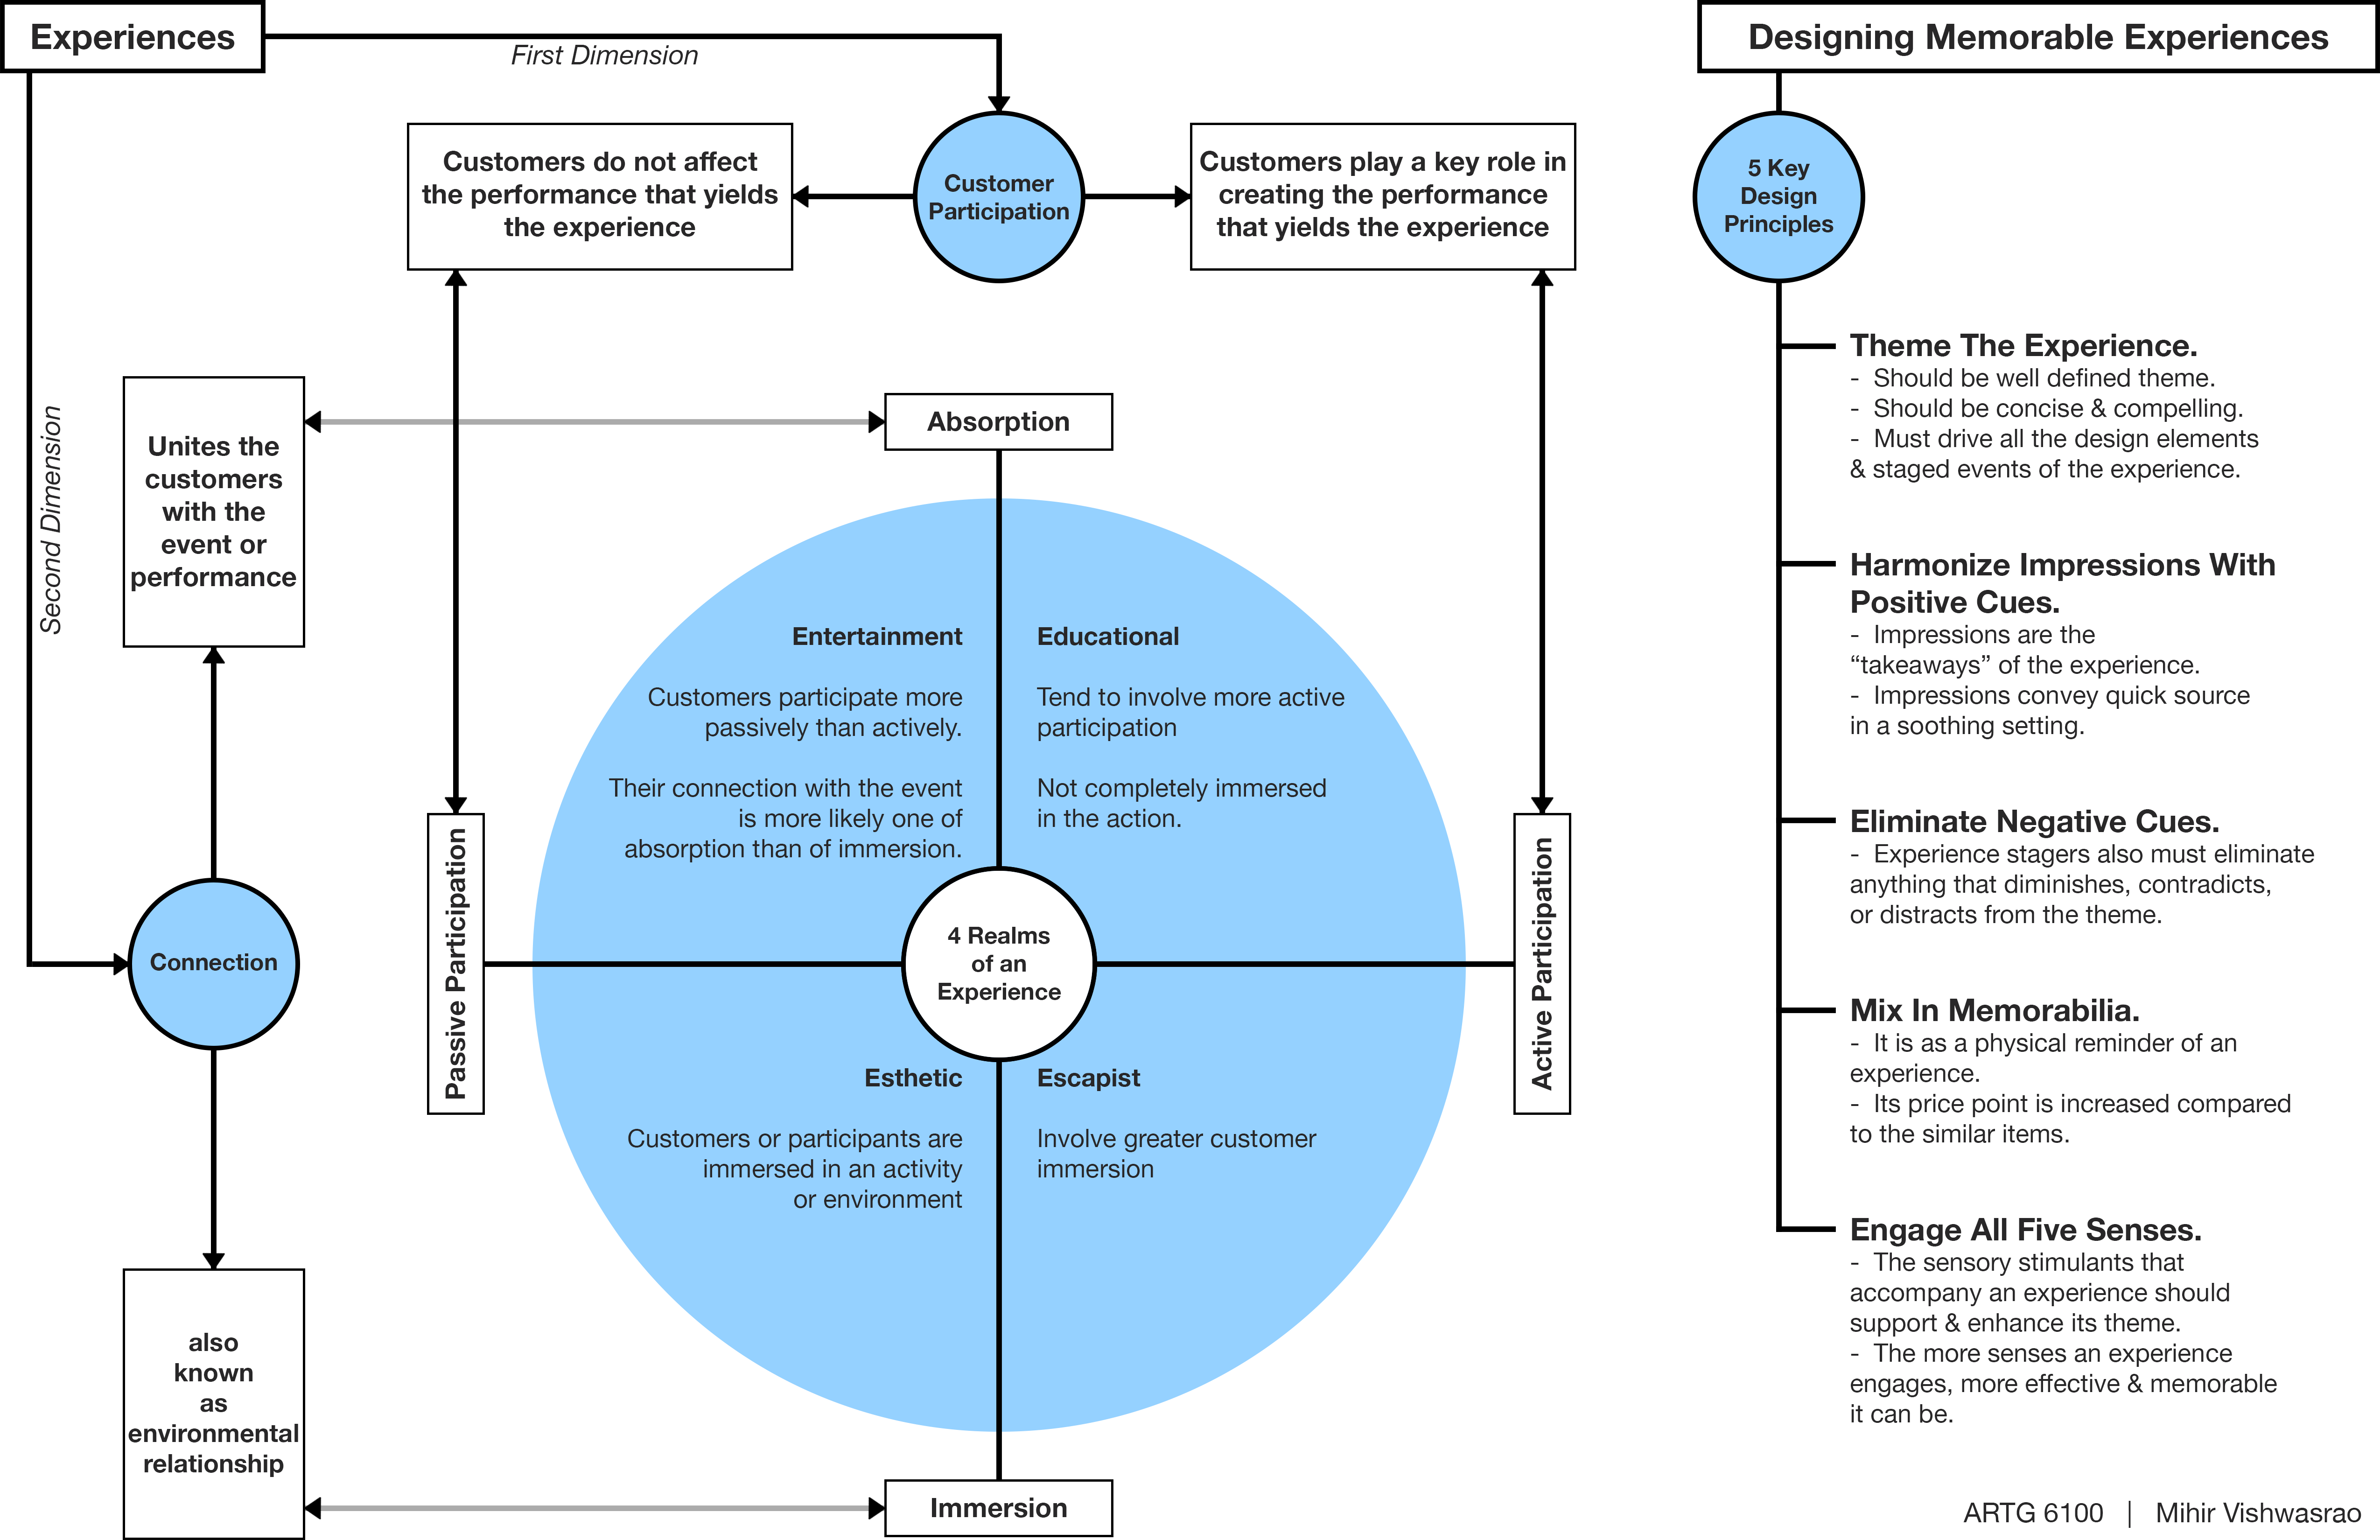 Experiences
First Dimension
Second Dimension
Customers do not affect
the performance that yields
the experience
Customer
Participation
Customers play a key role in
creating the performance
that yields the experience
Unites the
customers
with the
event or
performance
Absorption
Entertainment
Customers participate more
passively than actively.
Their connection with the event
is more likely one of
absorption than of immersion.
Educational
Tend to involve more active
participation
Not completely immersed
in the action.
Connection
Passive Participation
4 Realms
of an
Experience
Active Participation
Esthetic
Customers or participants are
immersed in an activity
or environment
Escapist
Involve greater customer
immersion
also
known
as
environmental
relationship
Immersion
Designing Memorable Experiences
5 Key
Design
Principles
Theme The Experience.
- Should be well defined theme.
- Should be concise & compelling.
- Must drive all the design elements
& staged events of the experience.
Harmonize Impressions With
Positive Cues.
- Impressions are the
“takeaways” of the experience.
- Impressions convey quick source
in a soothing setting.
Eliminate Negative Cues.
- Experience stagers also must eliminate
anything that diminishes, contradicts,
or distracts from the theme.
Mix In Memorabilia.
- It is as a physical reminder of an
experience.
- Its price point is increased compared
to the similar items.
Engage All Five Senses.
- The sensory stimulants that
accompany an experience should
support & enhance its theme.
- The more senses an experience
engages, more effective & memorable
it can be.
ARTG 6100 | Mihir Vishwasrao